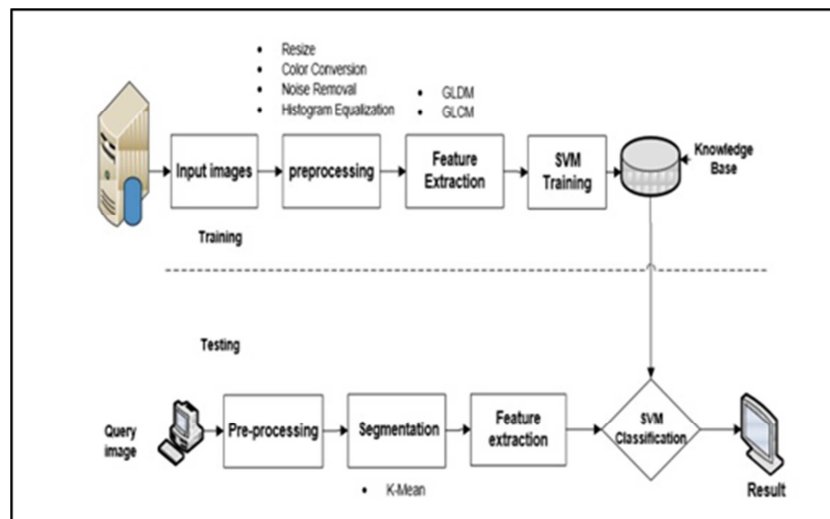 • Resize
• Color Conversion
• Noise Removal
• Histogram Equalization
• GLDM
• GLCM
Input images
preprocessing
Feature
Extraction
SVM
Training
Knowledge
Base
Training
Testing
Query
image
Pre-processing
Segmentation
Feature
extraction
SVM
Classification
• K-Mean
Result